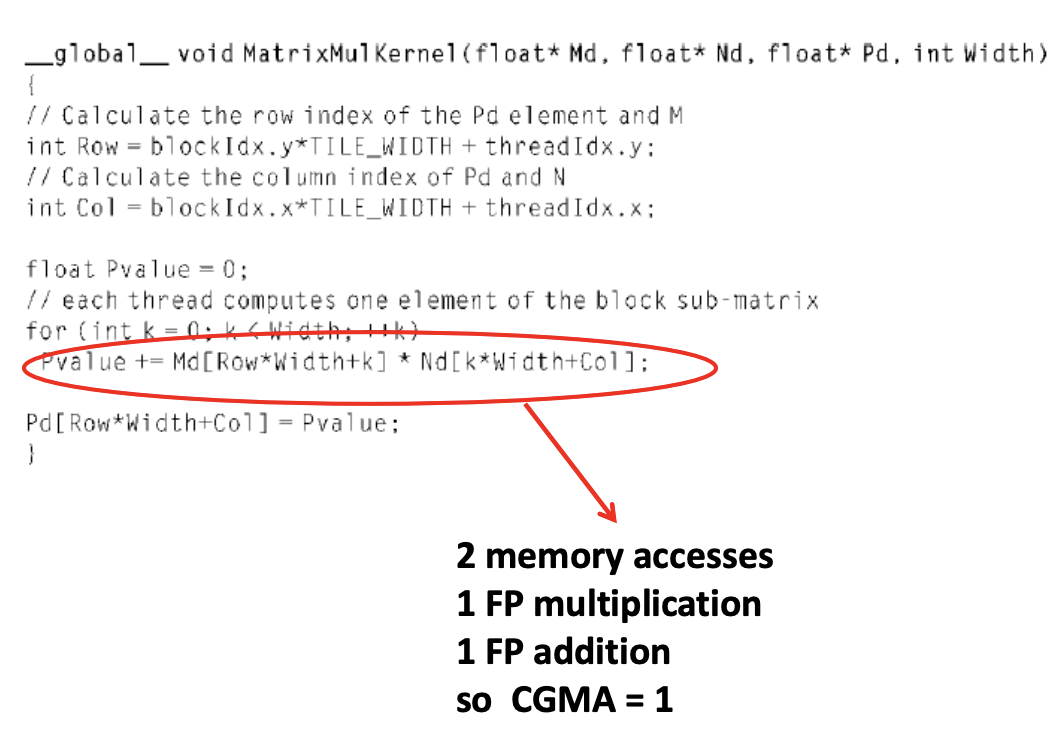 __global__ void MatrixMulKernel(float* Md, float* Nd, float* Pd, int Width)
{
// Calculate the row index of the Pd element and M
int Row = blockIdx.y*TILE_WIDTH + threadIdx.y;
// Calculate the column index of Pd and N
int Col = blockIdx.x*TILE_WIDTH + threadIdx.x;
float Pvalue = 0;
// each thread computes one element of the block sub-matrix
for (int k = 0; k < Width; ++k)
Pvalue += Md[Row*Width+k] * Nd[k*Width+Col];
Pd[Row*Width+Col] = Pvalue;
}
2 memory accesses
1 FP multiplication
1 FP addition
so CGMA = 1